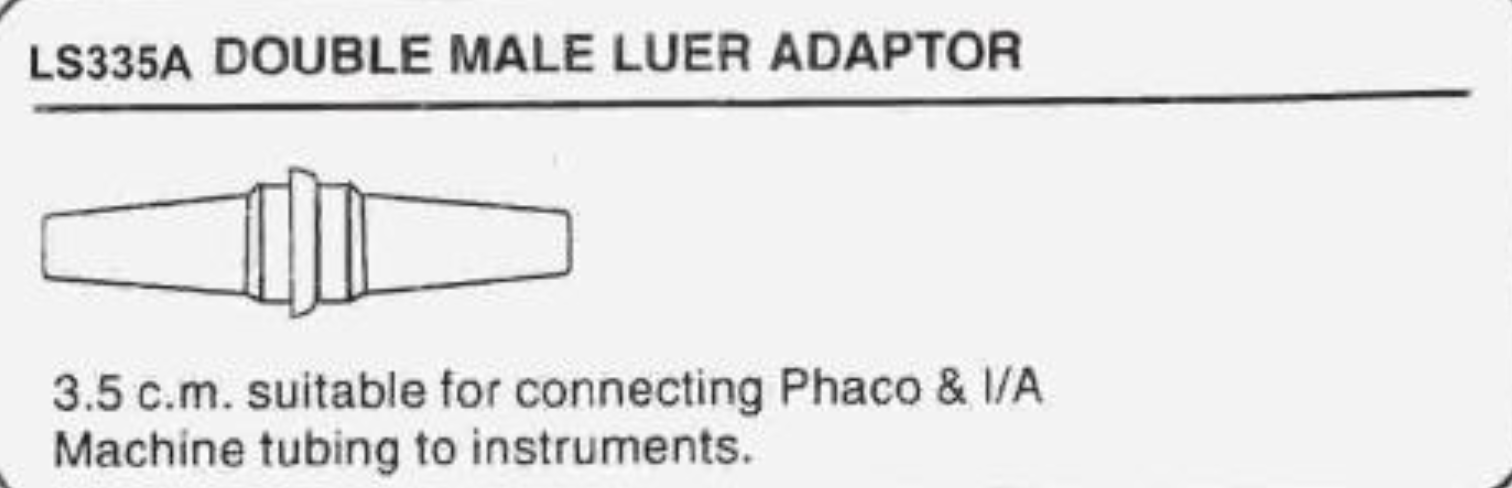 LS335A DOUBLE MALE LUER ADAPTOR
3.5 c.m. suitable for connecting Phaco & I/A
Machine tubing to instruments.